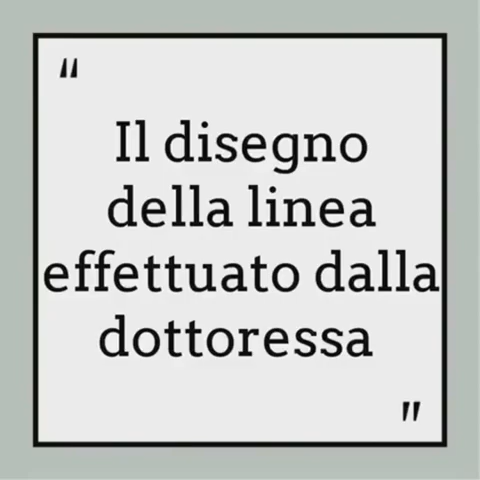 “
Il disegno
della linea
effettuato dalla
dottoressa
"